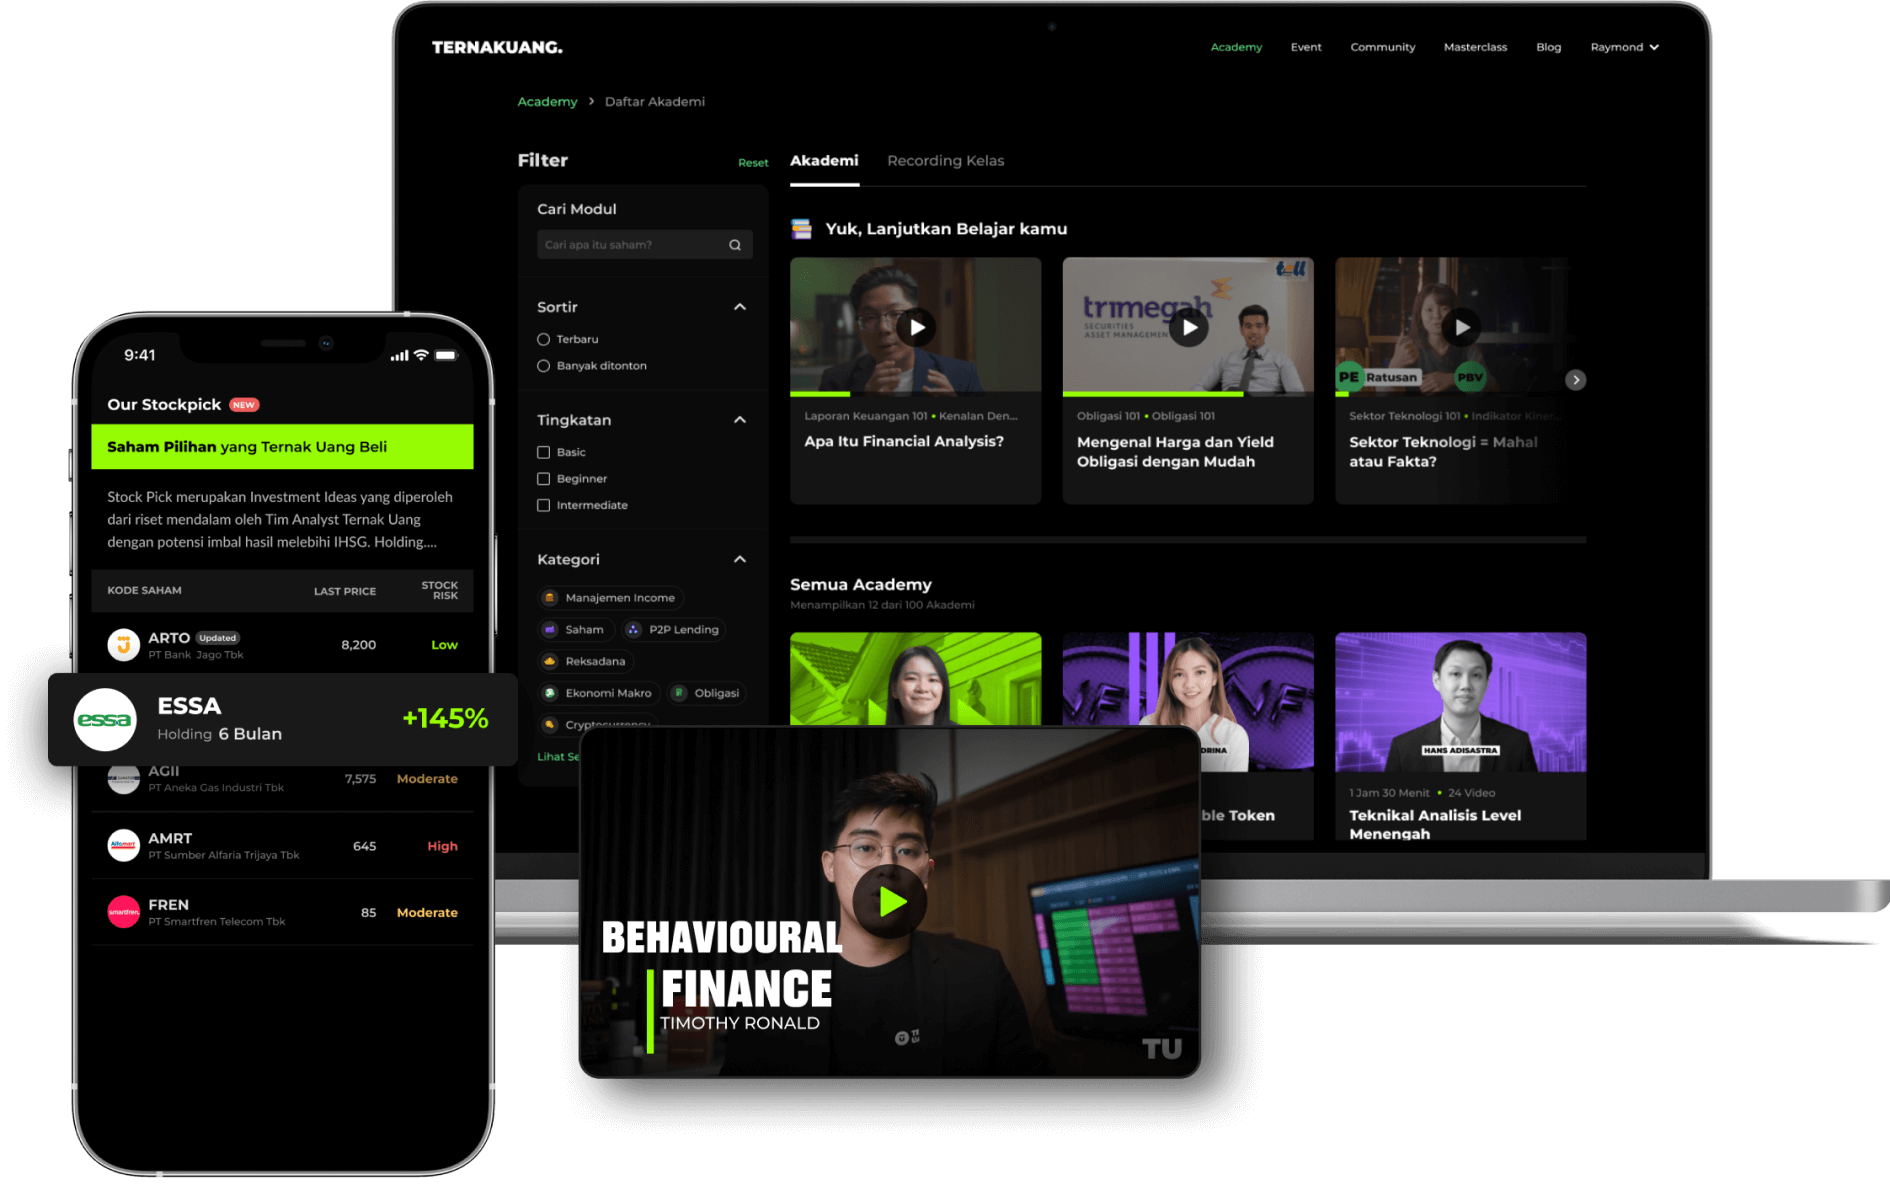 TERNAKUANG.
Academy
Event
Community
Masterclass
Blog
Raymond
Academy > Daftar Akademi
Filter
Reset
Cari Modul
Cari apa itu saham?
Sortir
Terbaru
Banyak ditonton
Tingkatan
Basic
Beginner
Intermediate
Kategori
Manajemen Income
Saham
P2P Lending
Reksadana
Ekonomi Makro
Obligasi
Cryptocurrency
Lihat Se
Akademi
Recording Kelas
Yuk, Lanjutkan Belajar kamu
Laporan Keuangan 101 • Kenalan Den...
Apa Itu Financial Analysis?
trimegah
SECURITIES
ASSET MANAGEMENT
Obligasi 101 • Obligasi 101
Mengenal Harga dan Yield
Obligasi dengan Mudah
PE Ratusan
PBV
Sektor Teknologi 101 • Indikator Kiner...
Sektor Teknologi = Mahal
atau Fakta?
Semua Academy
Menampilkan 12 dari 100 Akademi
DRINA
ble Token
HANS ADISASTRA
1 Jam 30 Menit • 24 Video
Teknikal Analisis Level
Menengah
9:41
Our Stockpick NEW
Saham Pilihan yang Ternak Uang Beli
Stock Pick merupakan Investment Ideas yang diperoleh
dari riset mendalam oleh Tim Analyst Ternak Uang
dengan potensi imbal hasil melebihi IHSG. Holding....
KODE SAHAM
LAST PRICE
STOCK
RISK
ARTO Updated
PT Bank Jago Tbk
8,200
Low
essa
ESSA
Holding 6 Bulan
+145%
AGII
PT Aneka Gas Industri Tbk
7,575
Moderate
Alfamart
AMRT
PT Sumber Alfaria Trijaya Tbk
645
High
smartfren.
FREN
PT Smartfren Telecom Tbk
85
Moderate
BEHAVIOURAL
FINANCE
TIMOTHY RONALD
TU